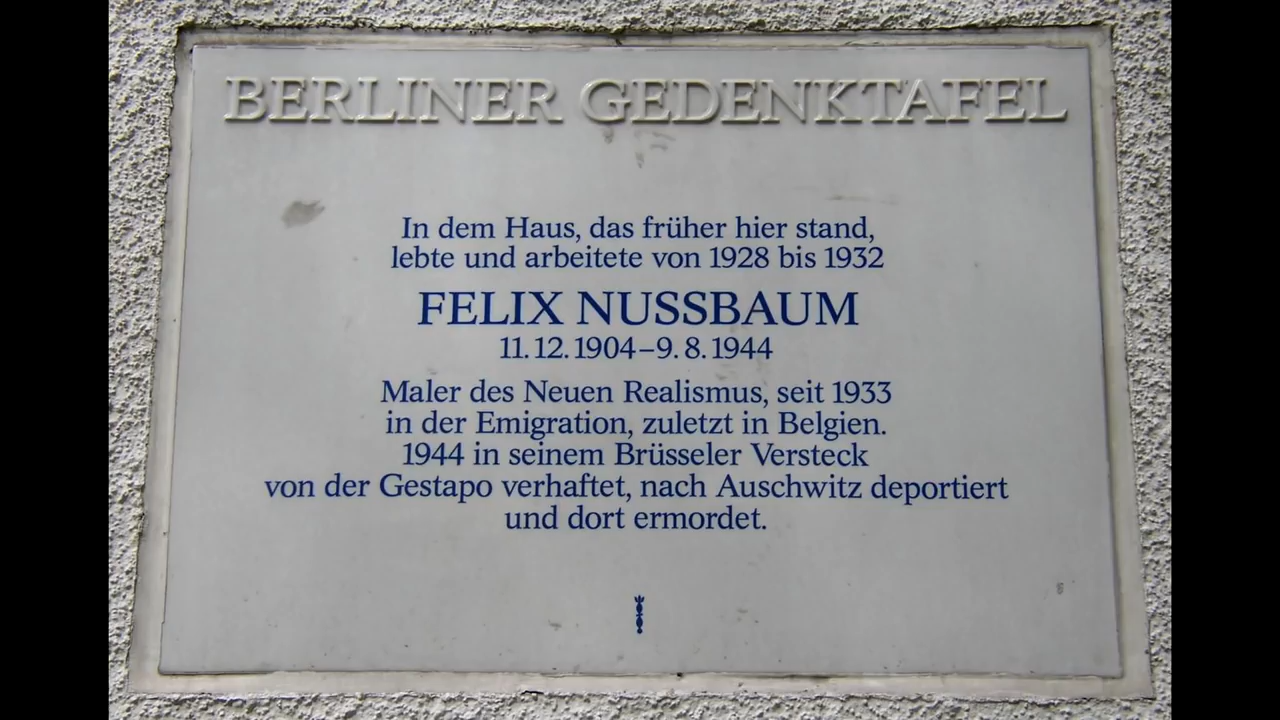 BERLINER GEDENKTAFEL
In dem Haus, das früher hier stand,
lebte und arbeitete von 1928 bis 1932
FELIX NUSSBAUM
11.12.1904–9.8.1944
Maler des Neuen Realismus, seit 1933
in der Emigration, zuletzt in Belgien.
1944 in seinem Brüsseler Versteck
von der Gestapo verhaftet, nach Auschwitz deportiert
und dort ermordet.